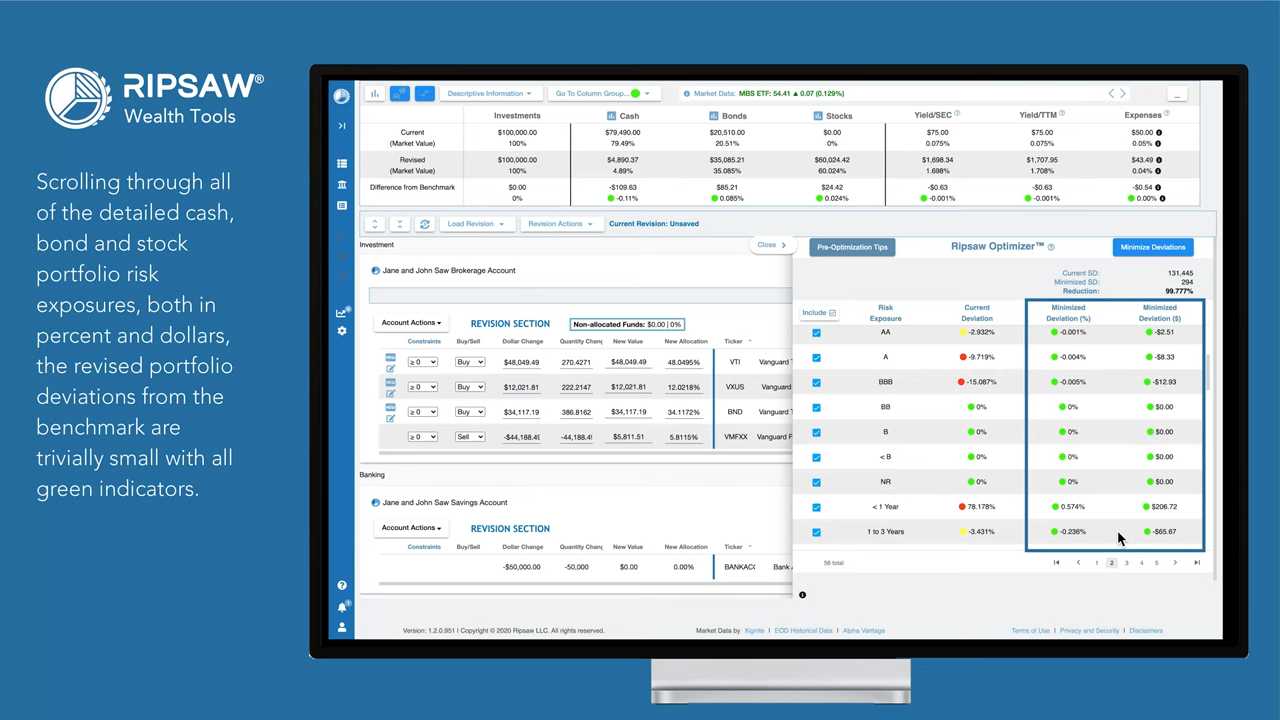 RIPSAW®
Wealth Tools
Scrolling through all
of the detailed cash,
bond and stock
portfolio risk
exposures, both in
percent and dollars,
the revised portfolio
deviations from the
benchmark are
trivially small with all
green indicators.
Descriptive Information
Go To Column Group...
Market Data: MBS ETF: 54.41 ▲ 0.07 (0.129%)
Investments Cash Bonds Stocks Yield/SEC Yield/TTM Expenses
Current $100,000.00 $79,490.00 $20,510.00 $0.00 $75.00 $75.00 $50.00
(Market Value) 100% 79.49% 20.51% 0% 0.075% 0.075% 0.05%
Revised $100,000.00 $4,890.37 $35,085.21 $60,024.42 $1,698.34 $1,707.95 $43.49
(Market Value) 100% 4.89% 35.085% 60.024% 1.698% 1.708% 0.04%
Difference from Benchmark $0.00 -$109.63 $85.21 $24.42 -$0.63 -$0.63 -$0.54
0% -0.11% 0.085% 0.024% -0.001% -0.001% 0.00%
Load Revision Revision Actions Current Revision: Unsaved
Investment
Close
Jane and John Saw Brokerage Account
Account Actions REVISION SECTION Non-allocated Funds: $0.00 | 0%
Constraints Buy/Sell Dollar Change Quantity Chang New Value New Allocation Ticker
NEW ≥ 0 Buy $48,049.49 270.4271 $48,049.49 48.0495% VTI Vanguard T
NEW ≥ 0 Buy $12,021.81 222.2147 $12,021.81 12.0218% VXUS Vanguard
NEW ≥ 0 Buy $34,117.19 386.8162 $34,117.19 34.1172% BND Vanguard T
≥ 0 Sell -$44,188.49 -44,188.4 $5,811.51 5.8115% VMFXX Vanguard F
Banking
Jane and John Saw Savings Account
Account Actions REVISION SECTION
Constraints Buy/Sell Dollar Change Quantity Chang New Value New Allocation Ticker
-$50,000.00 -50,000 $0.00 0.00% BANKAC Bank A
Pre-Optimization Tips Ripsaw Optimizer™ Minimize Deviations
Current SD: 131,445
Minimized SD: 294
Reduction: 99.777%
Include
Risk Current Minimized Minimized
Exposure Deviation Deviation (%) Deviation ($)
AA -2.932% -0.001% -$2.51
A -9.719% -0.004% -$8.33
BBB -15.087% -0.005% -$12.93
BB 0% 0% $0.00
B 0% 0% $0.00
< B 0% 0% $0.00
NR 0% 0% $0.00
< 1 Year 78.178% 0.574% $206.72
1 to 3 Years -3.431% -0.236% -$65.67
56 total 1 2 3 4 5
Version: 1.2.0.951 | Copyright © 2020 Ripsaw LLC. All rights reserved.
Market Data by Xignite | EOD Historical Data | Alpha Vantage
Terms of Use | Privacy and Security | Disclaimers